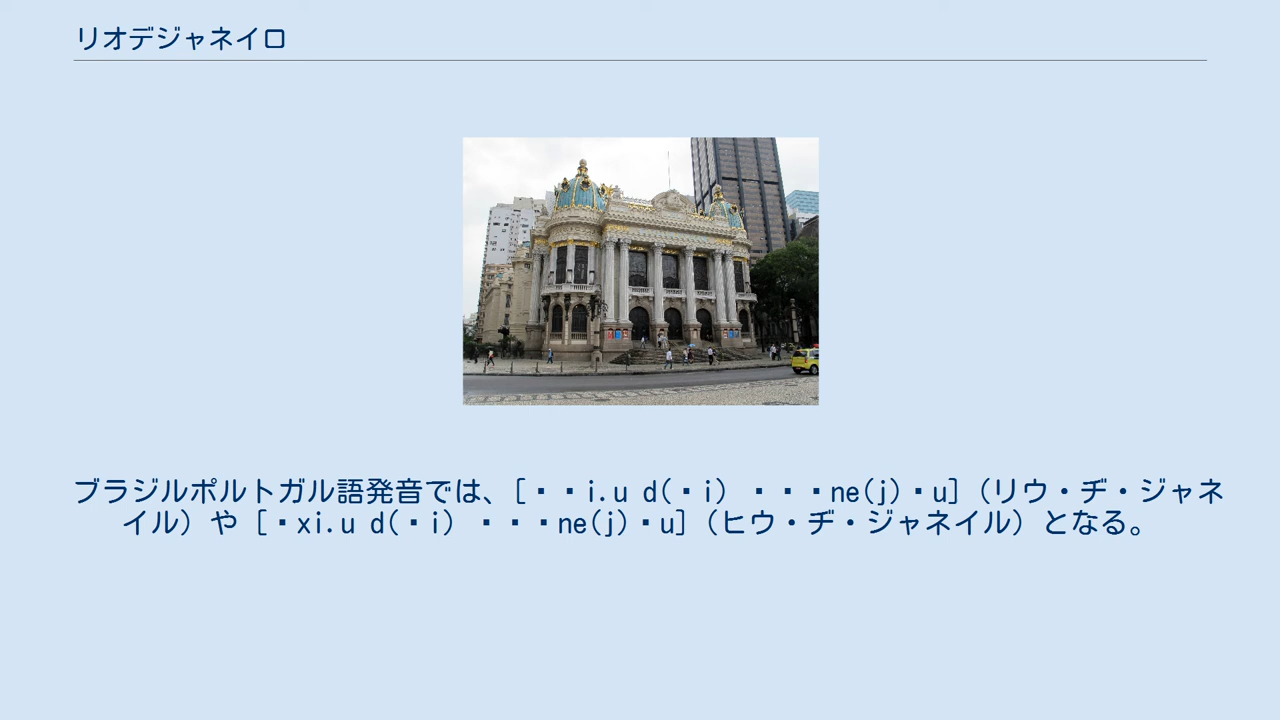 リオデジャネイロ
ブラジルポルトガル語発音では、[▪▪i.u d(▪i) ▪▪▪ne(j)▪u]（リウ・ヂ・ジャネ
イル）や [▪xi.u d(▪i) ▪▪▪ne(j)▪u]（ヒウ・ヂ・ジャネイル）となる。